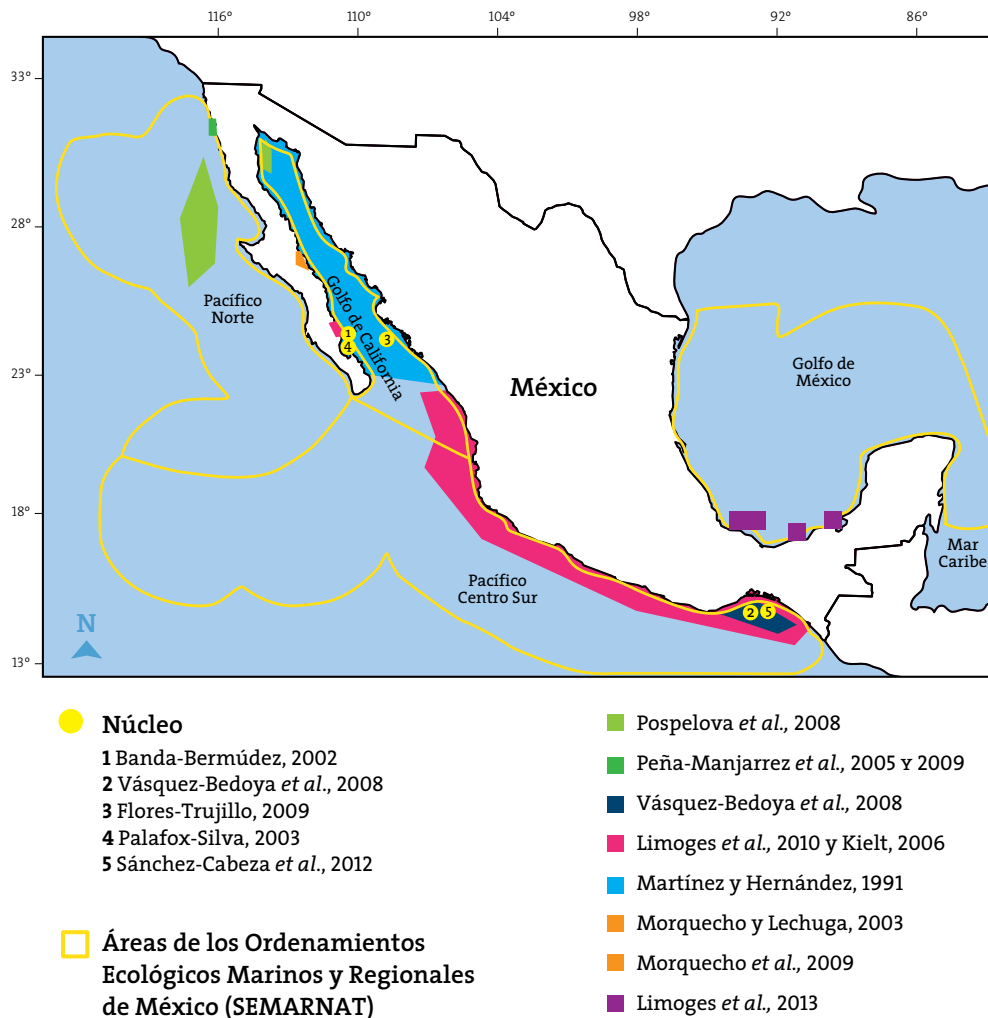 116°
110°
104°
98°
92°
86°
33°
28°
23°
18°
13°
Pacífico
Norte
Golfo de California
México
Golfo de
México
Mar
Caribe
Pacífico
Centro Sur
1
4
3
2
5
N
Núcleo
1 Banda-Bermúdez, 2002
2 Vásquez-Bedoya et al., 2008
3 Flores-Trujillo, 2009
4 Palafox-Silva, 2003
5 Sánchez-Cabeza et al., 2012
Áreas de los Ordenamientos
Ecológicos Marinos y Regionales
de México (SEMARNAT)
Pospelova et al., 2008
Peña-Manjarrez et al., 2005 Y 2009
Vásquez-Bedoya et al., 2008
Limoges et al., 2010 y Kielt, 2006
Martínez y Hernández, 1991
Morquecho y Lechuga, 2003
Morquecho et al., 2009
Limoges et al., 2013